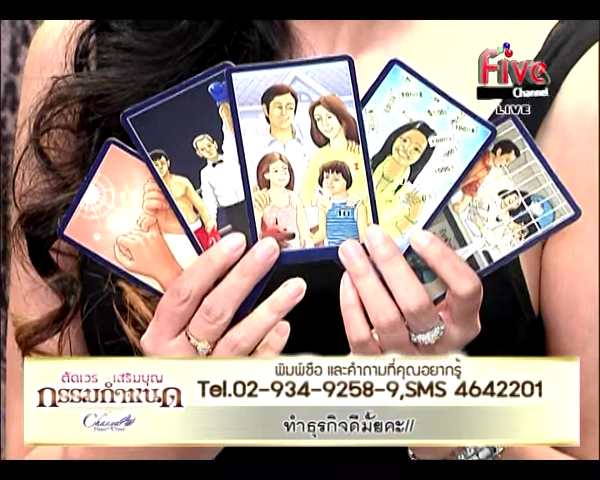 Five
Channel
LIVE
พิมพ์ชื่อ และคำถามที่คุณอยากรู้
ตัดเวร เสริมบุญ
กรรมกำหนด
Tel.02-934-9258-9,SMS 4642201
ทำธุรกิจดีมั้ยคะ//